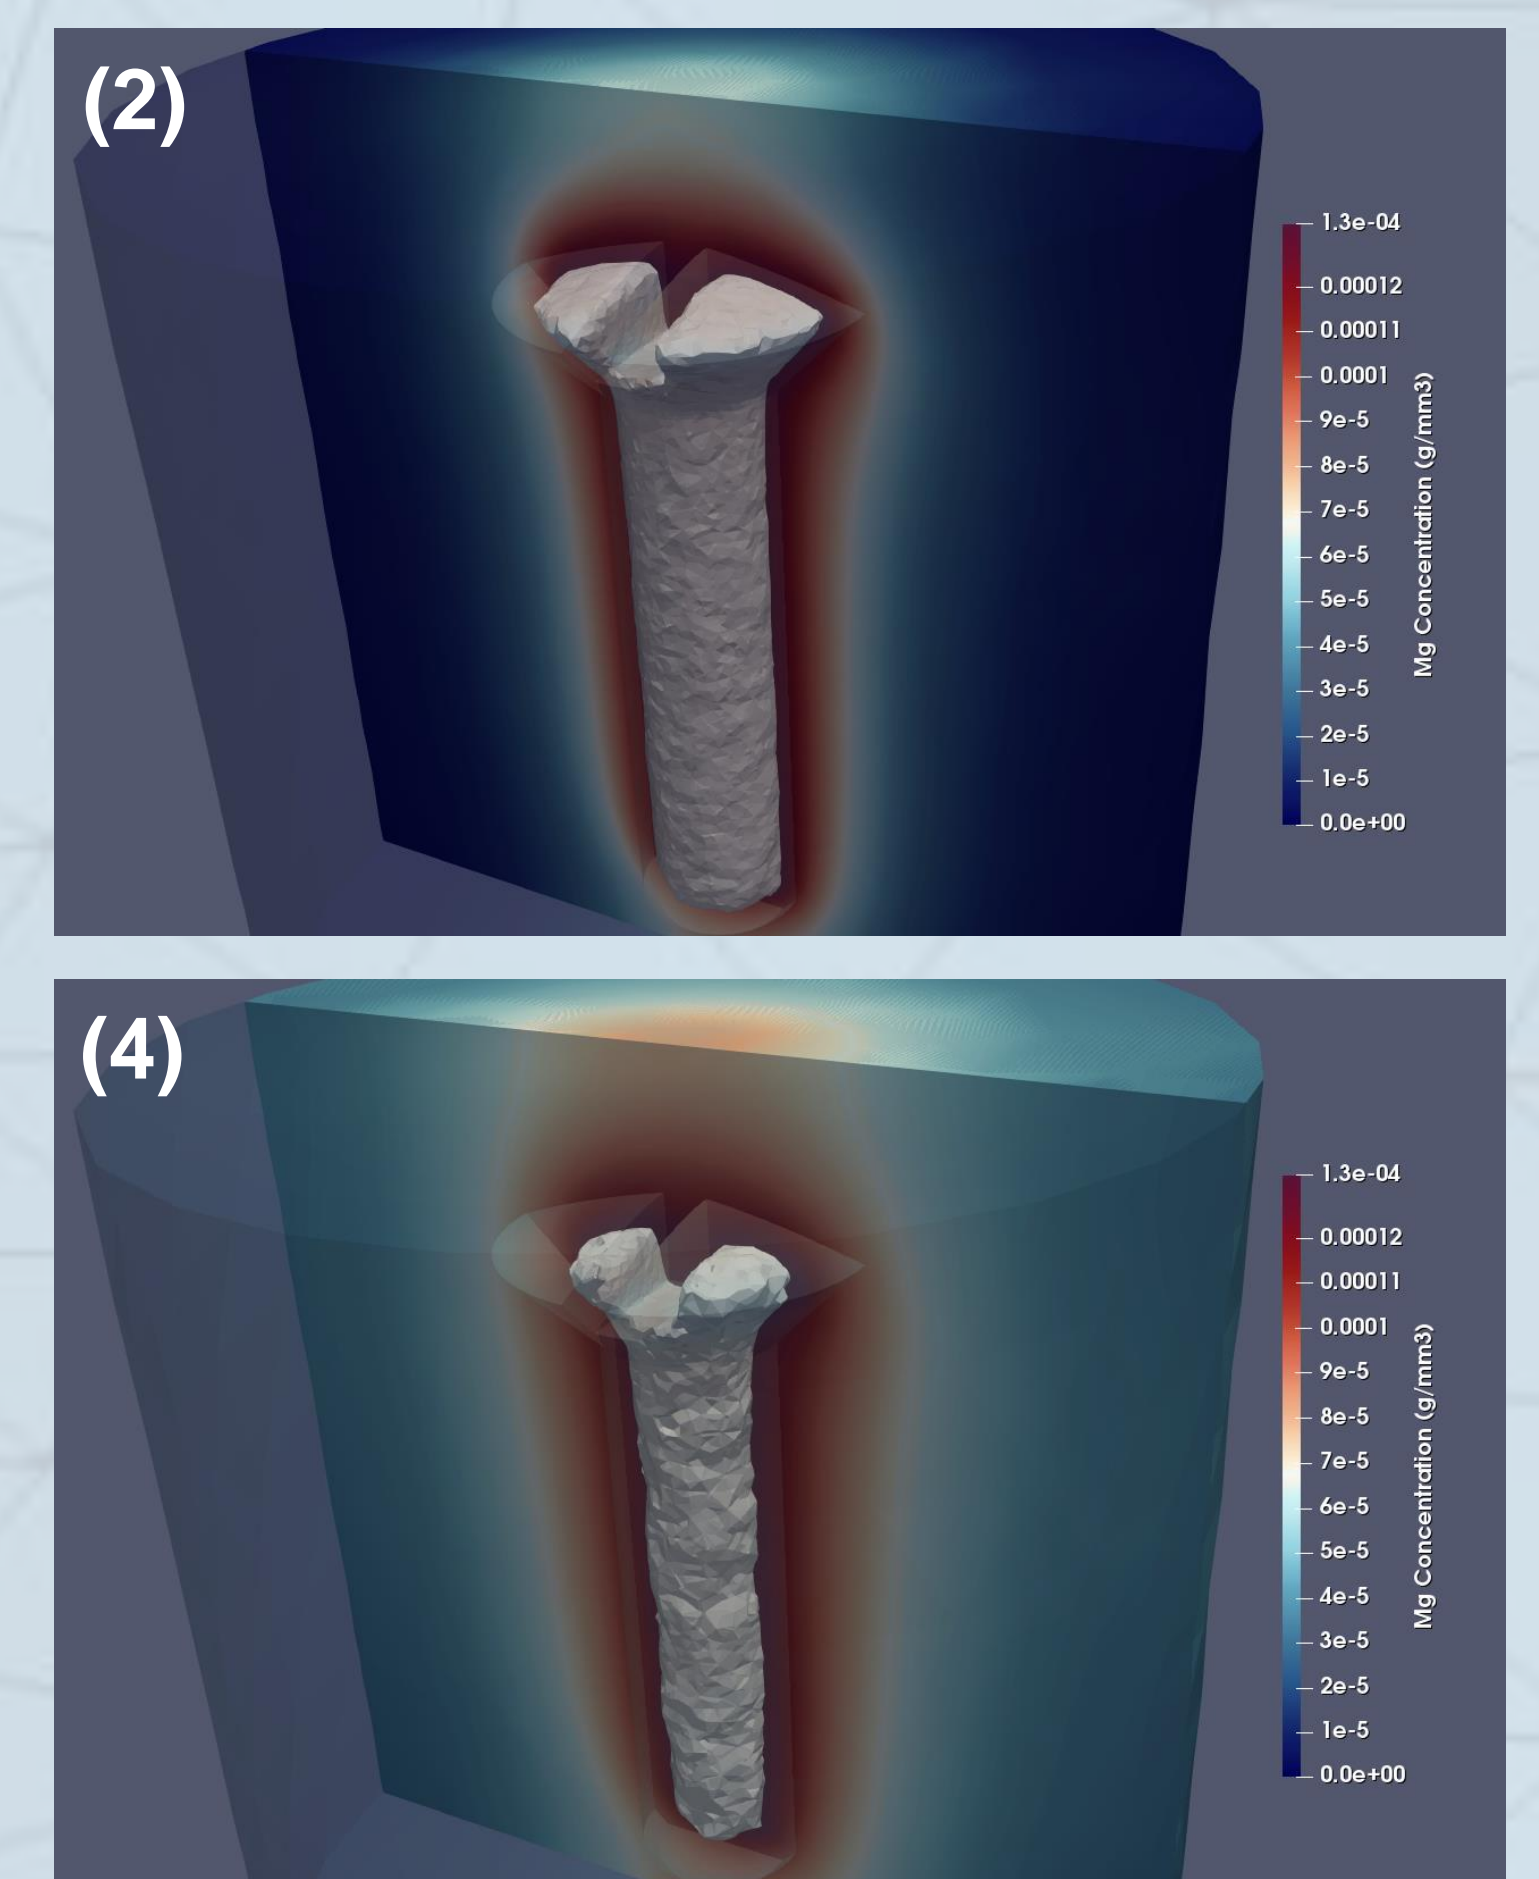 (2)
1.3e-04
0.00012
0.00011
0.0001
9e-5
8e-5
7e-5
6e-5
5e-5
4e-5
3e-5
2e-5
1e-5
0.0e+00
Mg Concentration (g/mm3)
(4)
1.3e-04
0.00012
0.00011
0.0001
9e-5
8e-5
7e-5
6e-5
5e-5
4e-5
3e-5
2e-5
1e-5
0.0e+00
Mg Concentration (g/mm3)